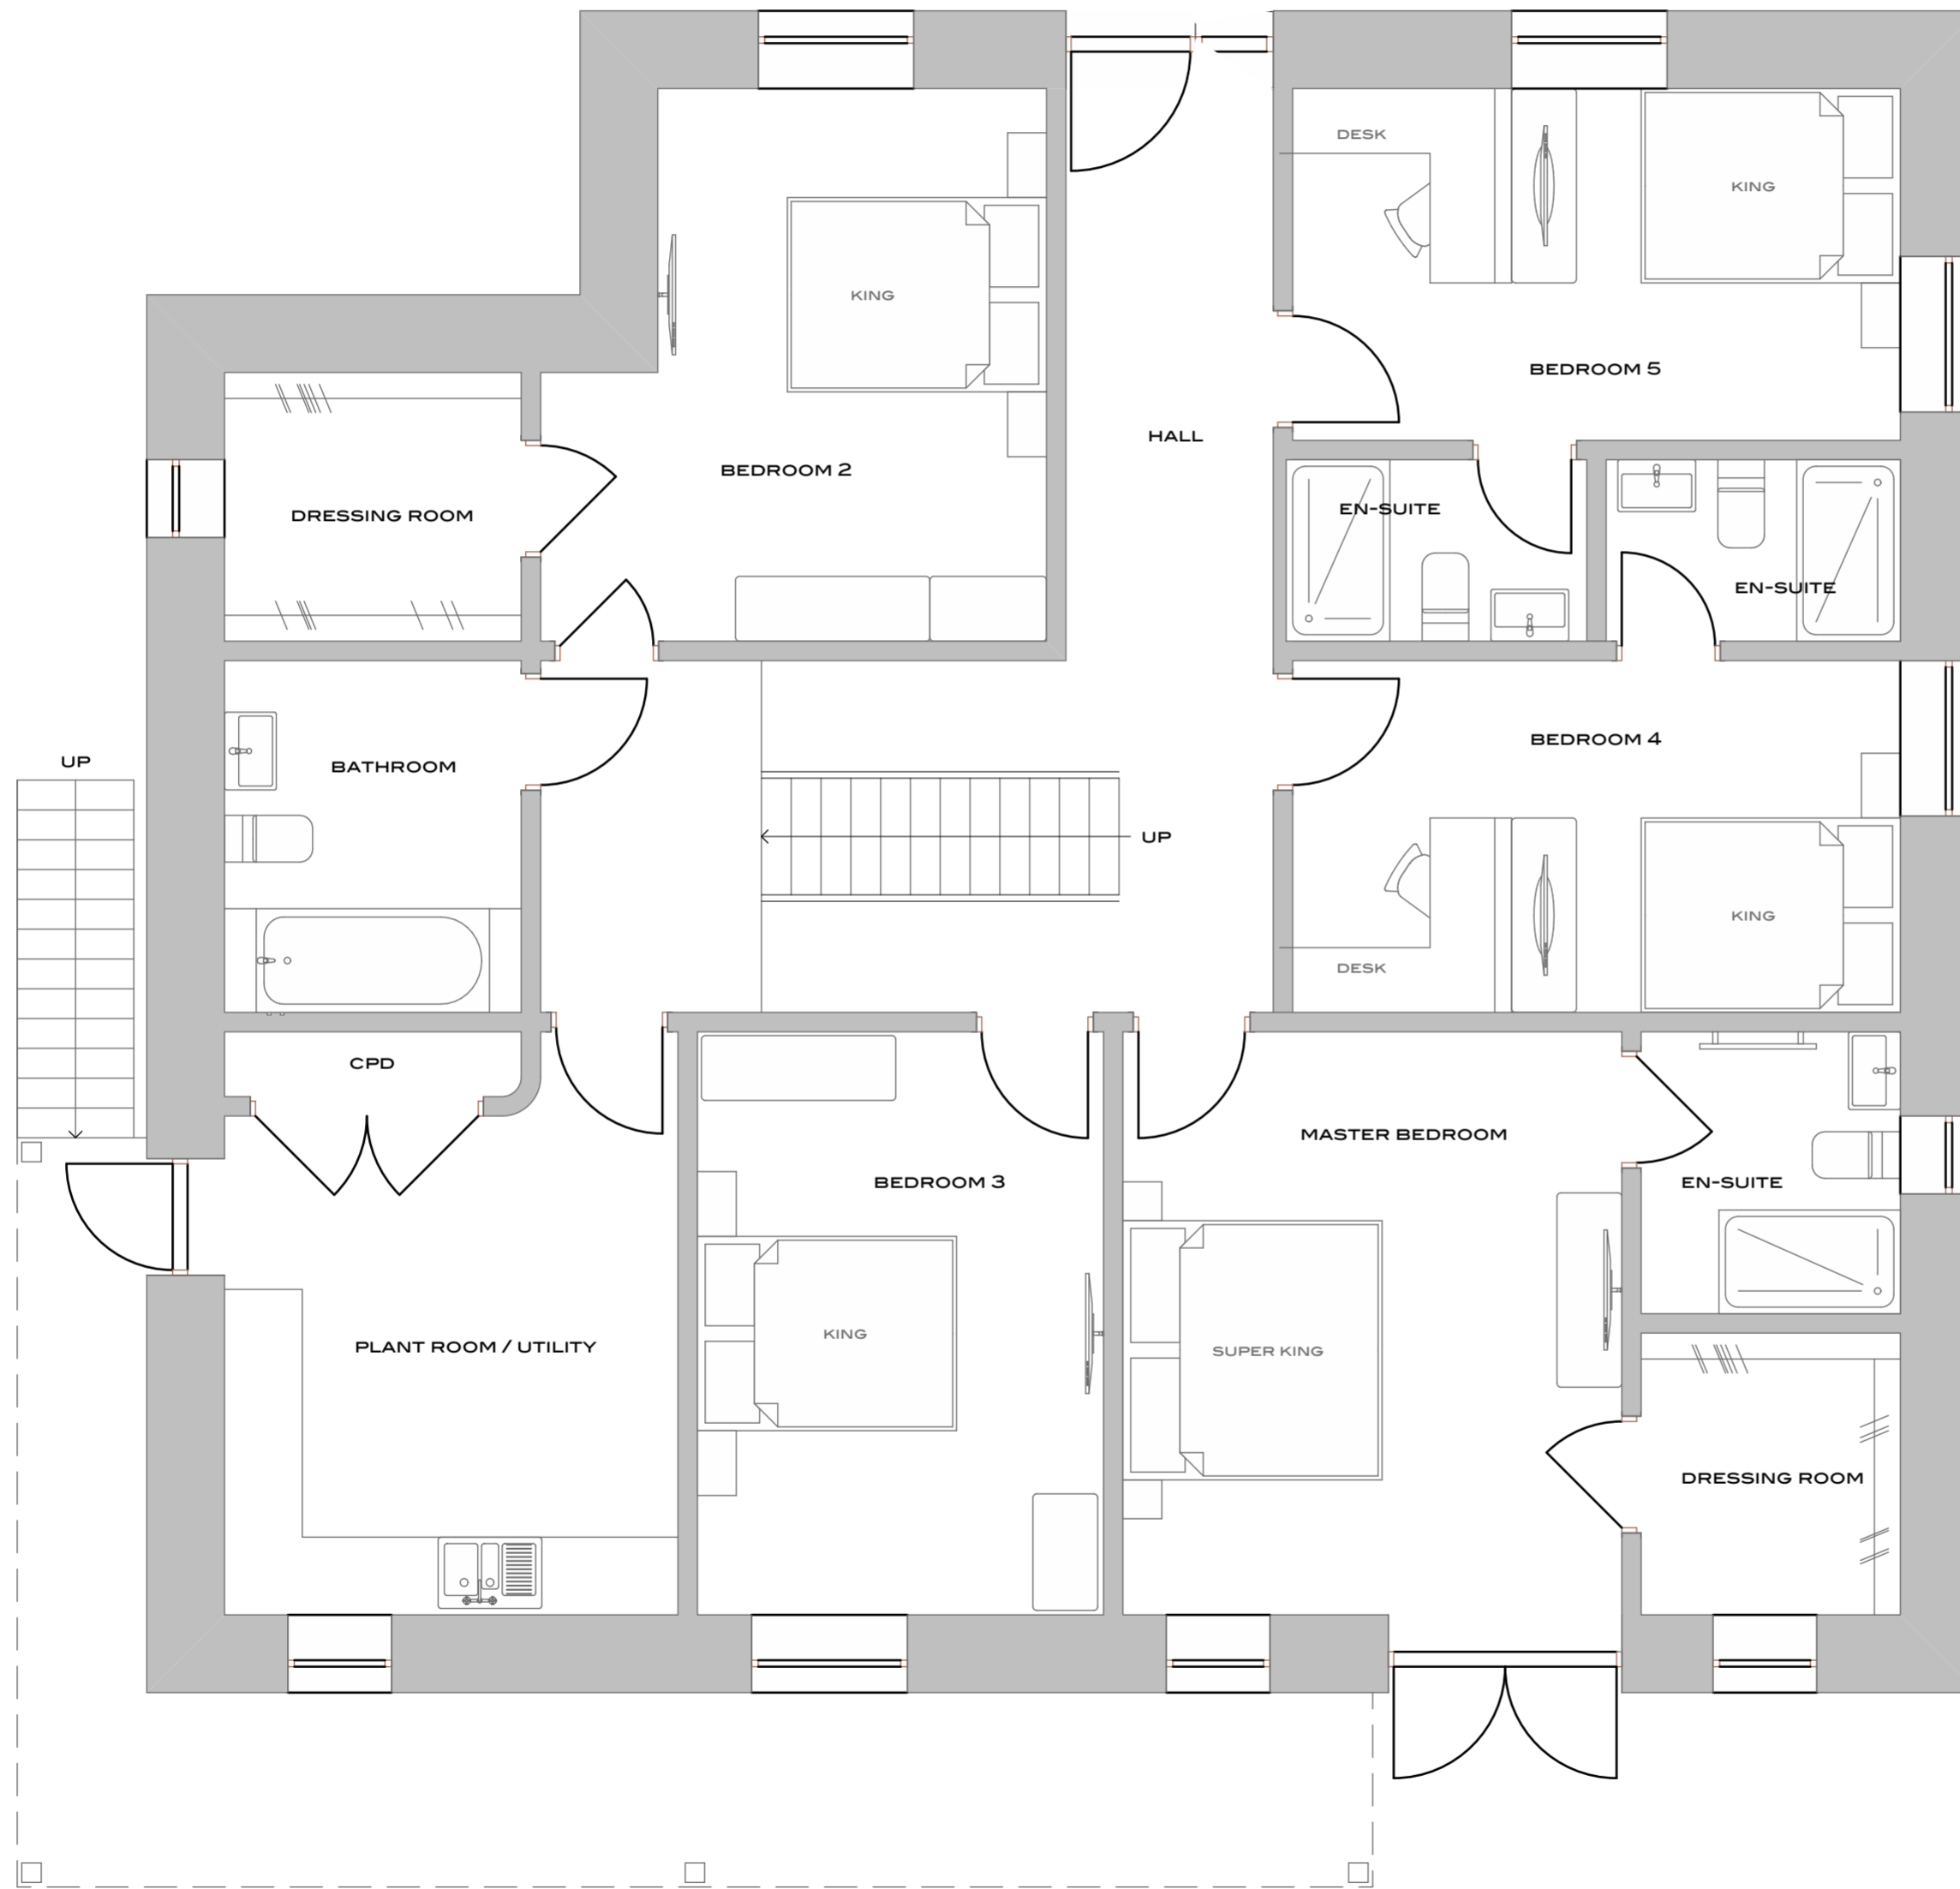 DESK
KING
KING
BEDROOM 5
HALL
BEDROOM 2
EN-SUITE
DRESSING ROOM
EN-SUITE
BEDROOM 4
UP
BATHROOM
UP
KING
DESK
CPD
MASTER BEDROOM
BEDROOM 3
EN-SUITE
KING
PLANT ROOM / UTILITY
SUPER KING
DRESSING ROOM